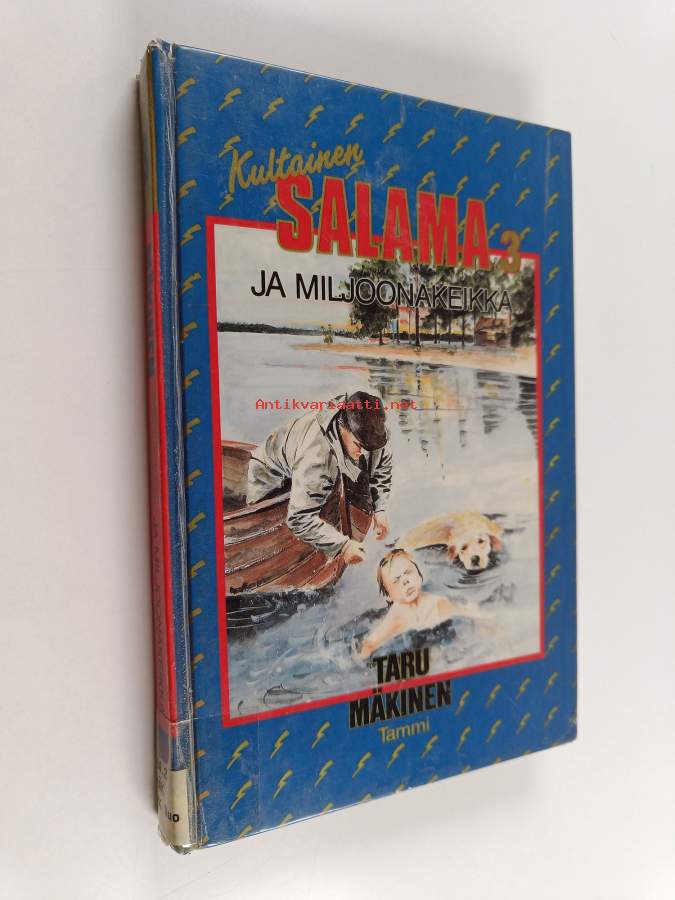 Kultainen
SALAMA 3
JA MILJOONAKEIKKA
Antikvariaatti.net
TARU
MÄKINEN
Tammi